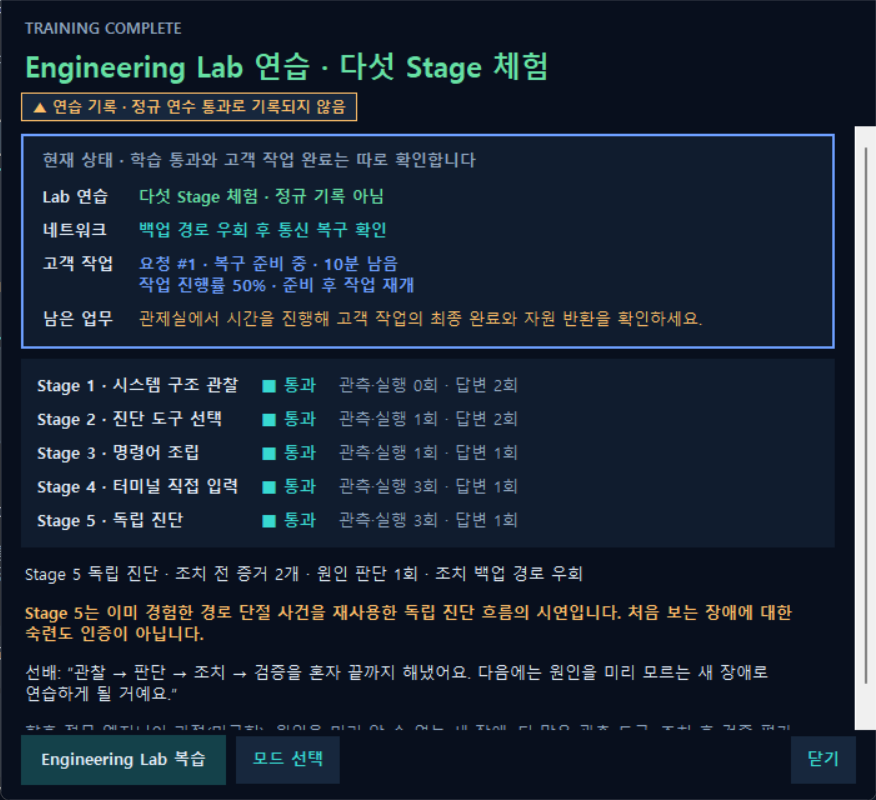 TRAINING COMPLETE
Engineering Lab 연습 · 다섯 Stage 체험
▲ 연습 기록 · 정규 연수 통과로 기록되지 않음
현재 상태 · 학습 통과와 고객 작업 완료는 따로 확인합니다
Lab 연습 다섯 Stage 체험 · 정규 기록 아님
네트워크 백업 경로 우회 후 통신 복구 확인
고객 작업 요청 #1 · 복구 준비 중 · 10분 남음
작업 진행률 50% · 준비 후 작업 재개
남은 업무 관제실에서 시간을 진행해 고객 작업의 최종 완료와 자원 반환을 확인하세요.
Stage 1 · 시스템 구조 관찰 ■ 통과 관측·실행 0회 · 답변 2회
Stage 2 · 진단 도구 선택 ■ 통과 관측·실행 1회 · 답변 2회
Stage 3 · 명령어 조립 ■ 통과 관측·실행 1회 · 답변 1회
Stage 4 · 터미널 직접 입력 ■ 통과 관측·실행 3회 · 답변 1회
Stage 5 · 독립 진단 ■ 통과 관측·실행 3회 · 답변 1회
Stage 5 독립 진단 · 조치 전 증거 2개 · 원인 판단 1회 · 조치 백업 경로 우회
Stage 5는 이미 경험한 경로 단절 사건을 재사용한 독립 진단 흐름의 시연입니다. 처음 보는 장애에 대한
숙련도 인증이 아닙니다.
선배: “관찰 → 판단 → 조치 → 검증을 혼자 끝까지 해냈어요. 다음에는 원인을 미리 모르는 새 장애로
연습하게 될 거예요.”
Engineering Lab 복습
모드 선택
닫기